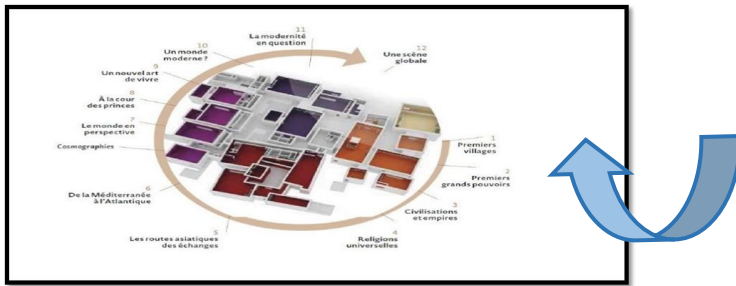 11
La modernité
en question
12
Une scène
globale
10
Un monde
moderne ?
9
Un nouvel art
de vivre
8
À la cour
des princes
7
Le monde en
perspective
Cosmographies
6
De la Méditerranée
à l'Atlantique
5
Les routes asiatiques
des échanges
4
Religions
universelles
3
Civilisations
et empires
2
Premiers
grands pouvoirs
1
Premiers
villages